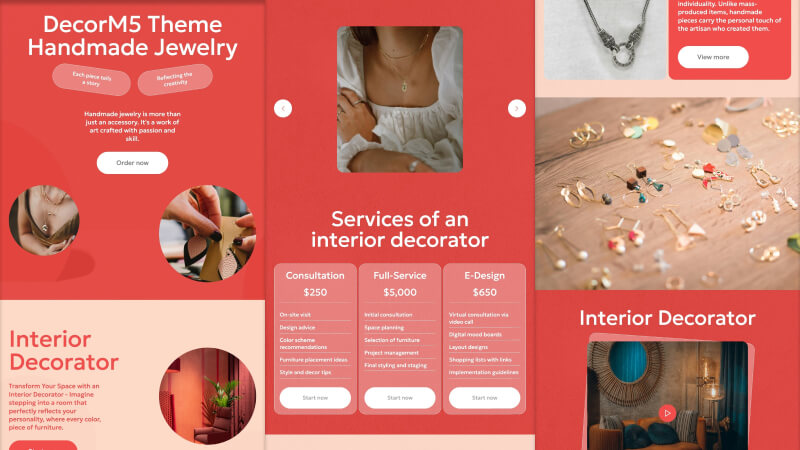 DecorM5 Theme
Handmade Jewelry
Each piece tells
a story
Reflecting the
creativity
Handmade jewelry is more than
just an accessory. It's a work of
art crafted with passion and
skill.
Order now
Interior
Decorator
Transform Your Space with an
Interior Decorator - Imagine
stepping into a room that
perfectly reflects your
personality, where every color,
piece of furniture.
Services of an
interior decorator
Consultation
$250
On-site visit
Design advice
Color scheme
recommendations
Furniture placement ideas
Style and decor tips
Start now
Full-Service
$5,000
Initial consultation
Space planning
Selection of furniture
Project management
Final styling and staging
Start now
E-Design
$650
Virtual consultation via
video call
Digital mood boards
Layout designs
Shopping lists with links
Implementation guidelines
Start now
individuality. Unlike mass-
produced items, handmade
pieces carry the personal touch of
the artisan who created them.
View more
Interior Decorator